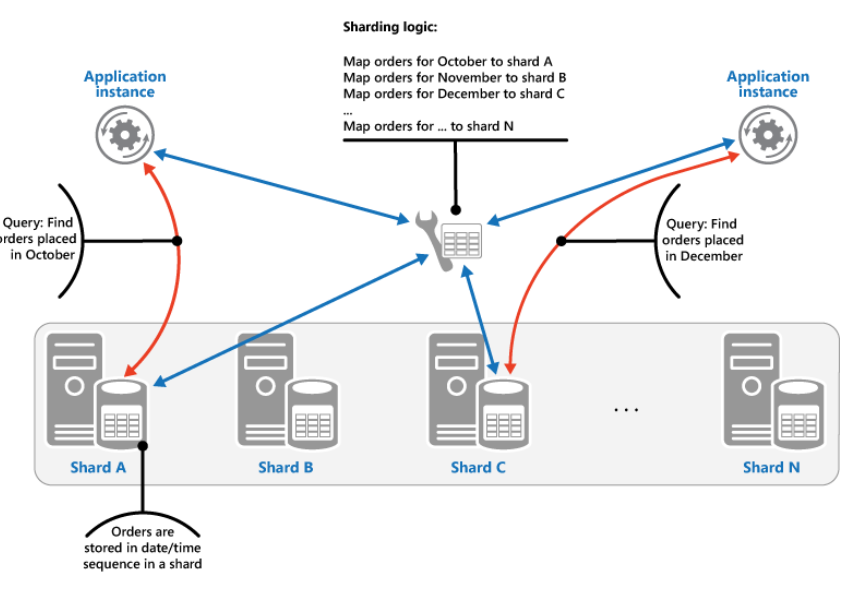 Sharding logic:
Map orders for October to shard A
Map orders for November to shard B
Map orders for December to shard C
...
Map orders for ... to shard N
Application
instance
Application
instance
Query: Find
orders placed
in October
Query: Find
orders placed
in December
...
Shard A
Shard B
Shard C
Shard N
Orders are
stored in date/time
sequence in a shard